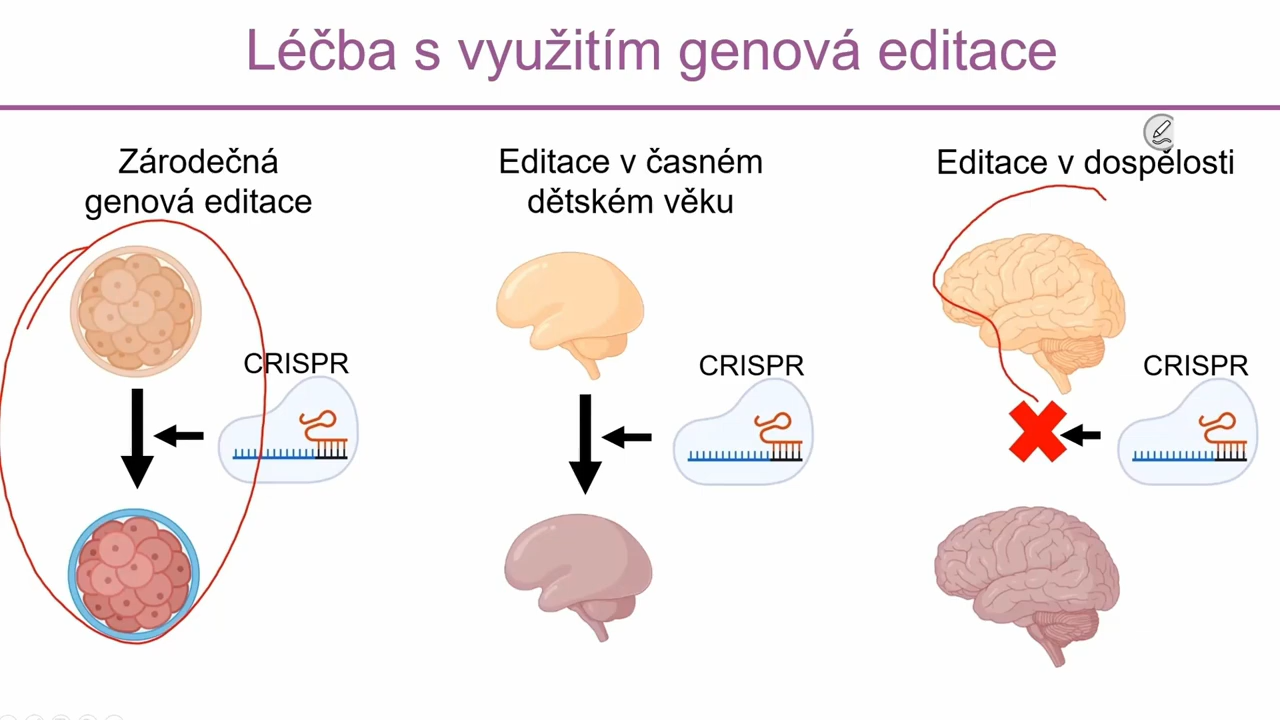 Léčba s využitím genová editace
Zárodečná
genová editace
Editace v časném
dětském věku
Editace v dospělosti
CRISPR
CRISPR
CRISPR